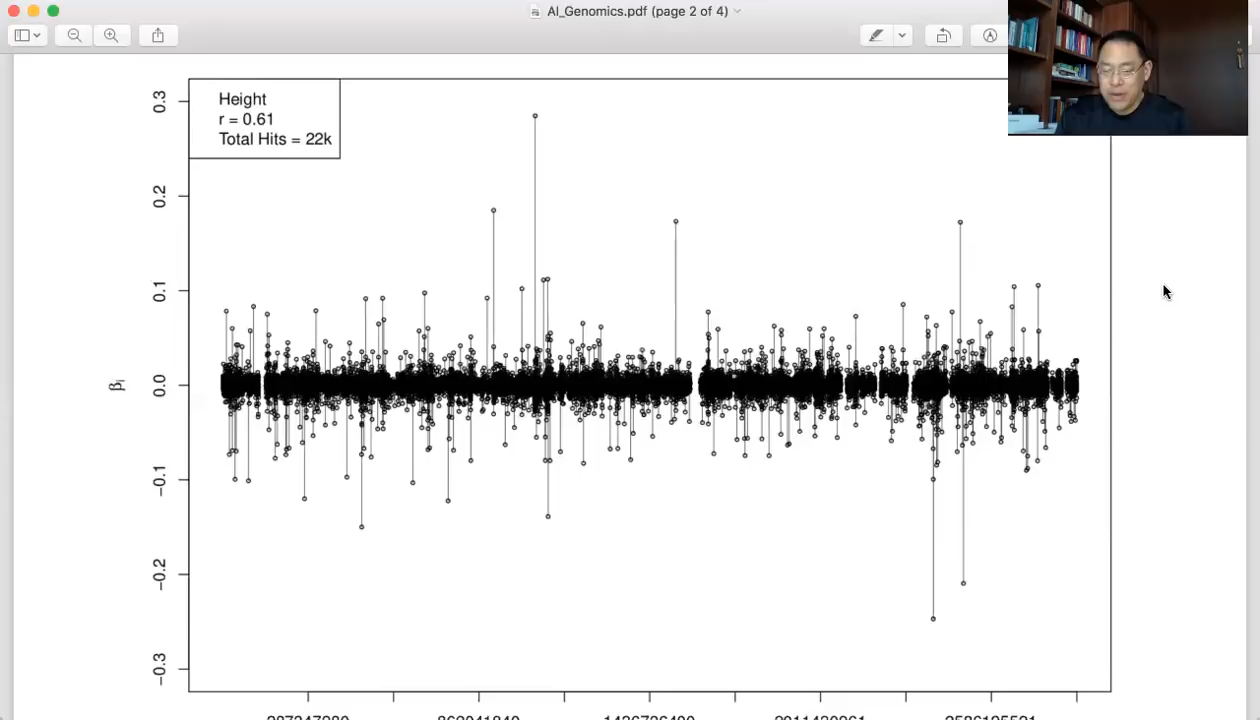 AI_Genomics.pdf (page 2 of 4)
Height
r = 0.61
Total Hits = 22k
0.3
0.2
0.1
0.0
−0.1
−0.2
−0.3
βi